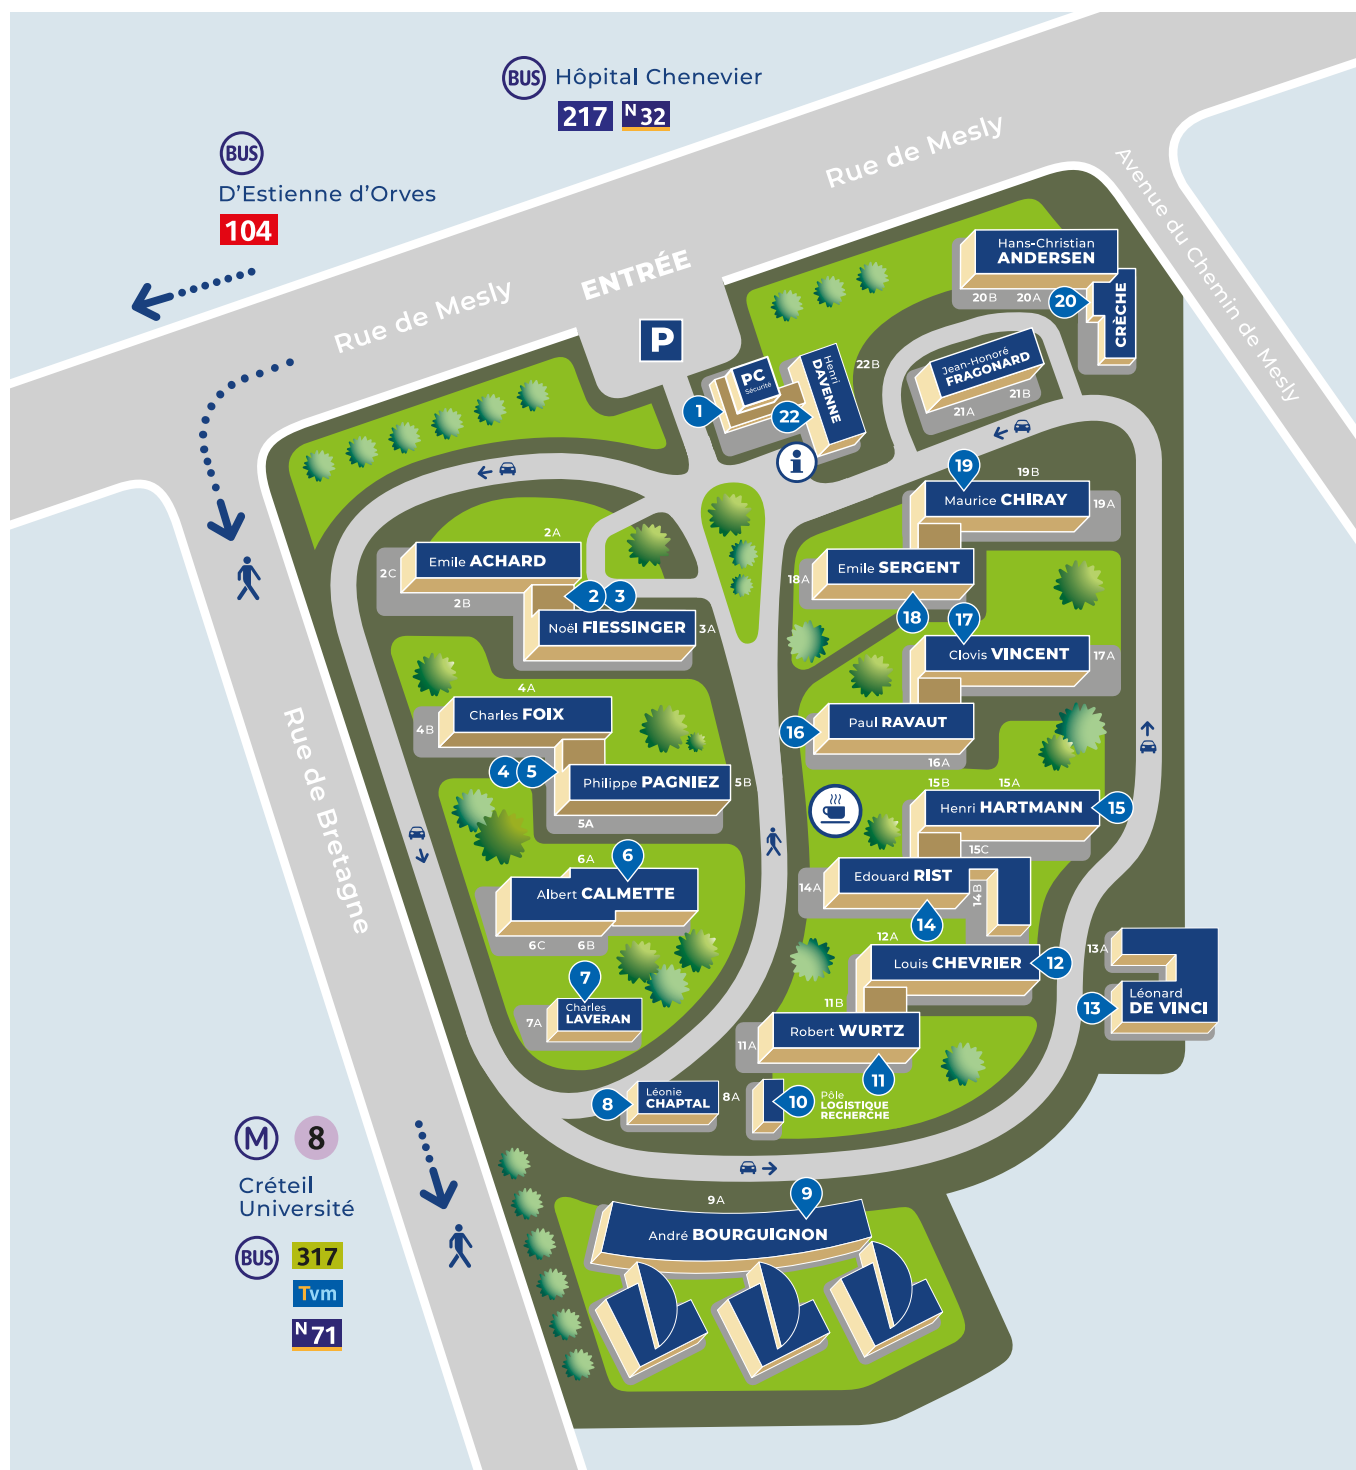 BUS
Hôpital Chenevier
217
N 32
BUS
D'Estienne d'Orves
104
Rue de Mesly
Avenue du Chemin de Mesly
Rue de Mesly
ENTRÉE
P
Hans-Christian
ANDERSEN
20B
20A
20
CRÈCHE
PC
Sécurité
1
Henri
DAVENNE
22
22B
i
Jean-Honoré
FRAGONARD
21A
21B
19
19B
Maurice CHIRAY
19A
2A
Emile ACHARD
2C
2B
2
3
Noël FIESSINGER
3A
Emile SERGENT
18A
18
17
Clovis VINCENT
17A
4A
Charles FOIX
4B
4
5
Philippe PAGNIEZ
5B
5A
Paul RAVAUT
16
16A
15B
15A
Henri HARTMANN
15
15C
6A
6
Albert CALMETTE
6C
6B
Edouard RIST
14A
14B
14
12A
Louis CHEVRIER
12
13A
Léonard
DE VINCI
13
7
Charles
LAVERAN
7A
11B
Robert WURTZ
11A
11
8
Léonie
CHAPTAL
8A
10
Pôle
LOGISTIQUE
RECHERCHE
Rue de Bretagne
M
8
Créteil
Université
BUS
317
Tvm
N 71
9A
9
André BOURGUIGNON